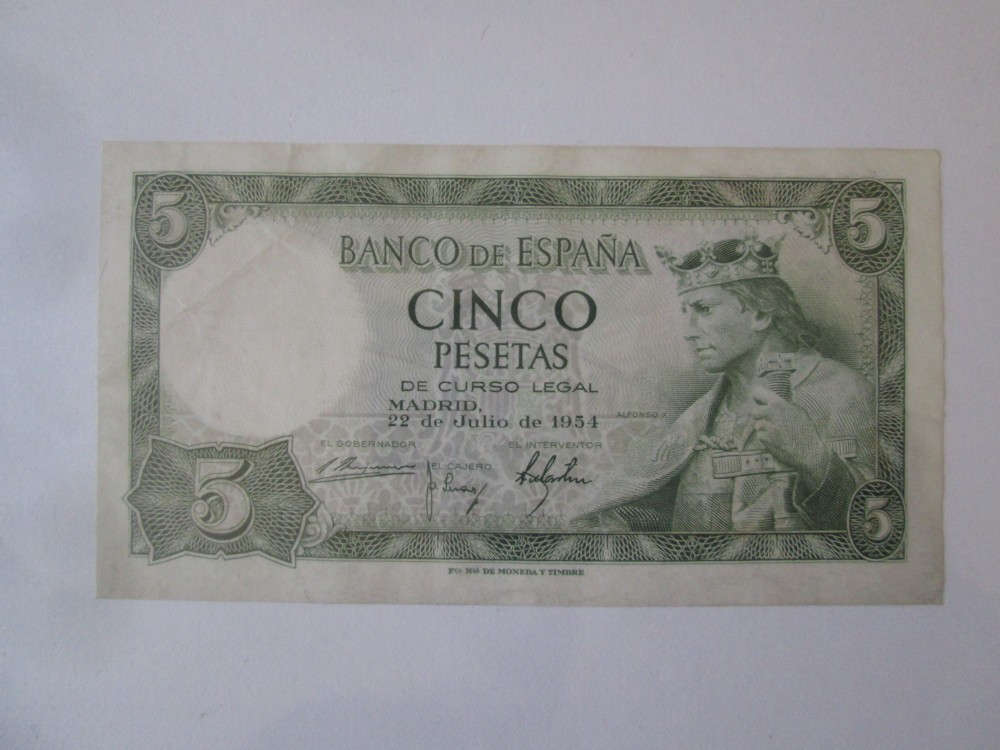 5 5
BANCO DE ESPAÑA
CINCO
PESETAS
DE CURSO LEGAL
MADRID,
22 de Julio de 1954
ALFONSO X
EL GOBERNADOR EL INTERVENTOR
EL CAJERO
5 5
Fca. Nal. DE MONEDA Y TIMBRE